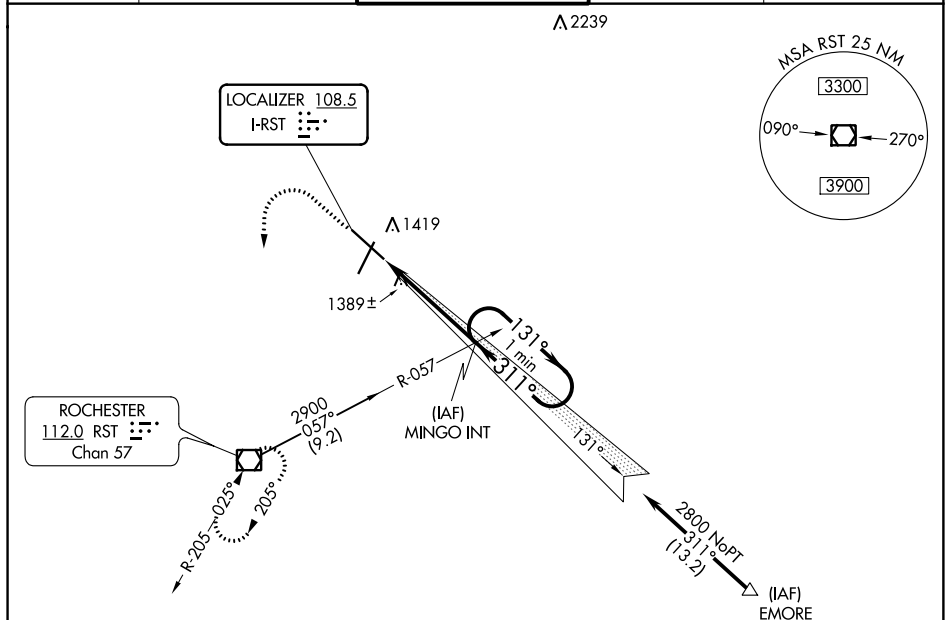 2239
MSA RST 25 NM
3300
090°
270°
3900
LOCALIZER 108.5
I-RST
1419
1389±
131°
1 min
311°
R-057
2900
057°
(9.2)
(IAF)
MINGO INT
ROCHESTER
112.0 RST
Chan 57
131°
R-205
025°
205°
2800 NoPT
311°
(13.2)
(IAF)
EMORE